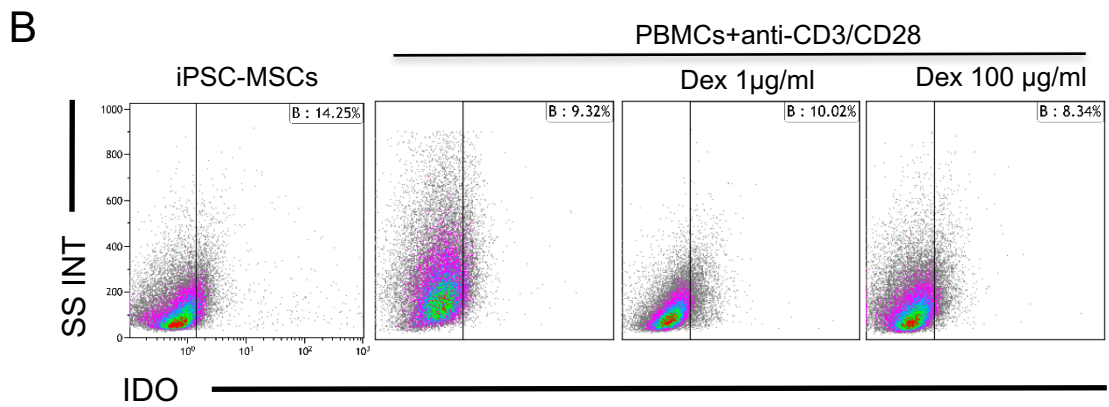 B
PBMCs+anti-CD3/CD28
iPSC-MSCs
Dex 1µg/ml
Dex 100 µg/ml
B : 14.25%
B : 9.32%
B : 10.02%
B : 8.34%
1000
800
600
400
200
0
10⁰
10¹
10²
10³
SS INT
IDO